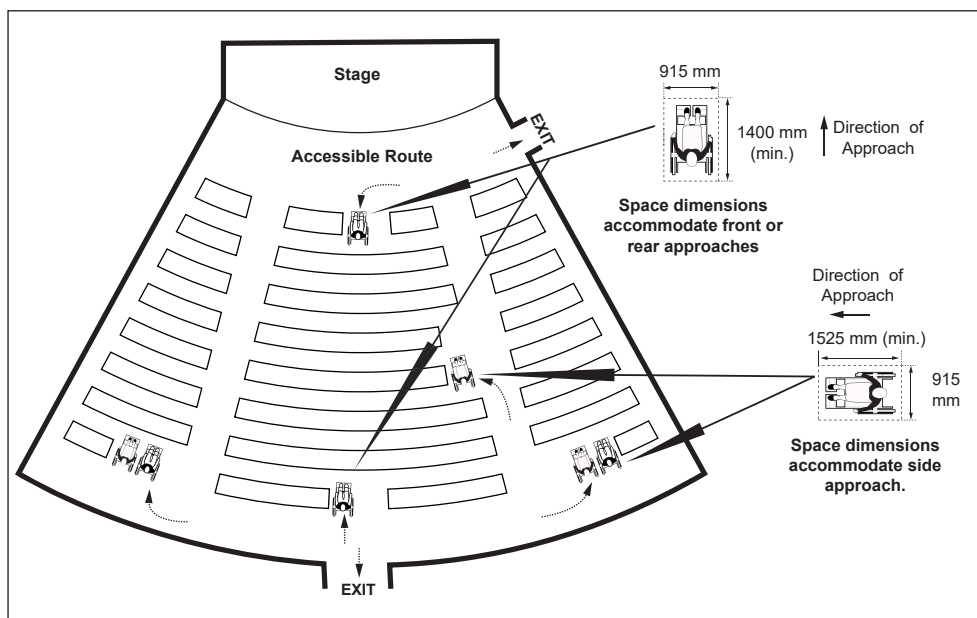 Stage
EXIT
Accessible Route
915 mm
1400 mm
(min.)
Direction of
Approach
Space dimensions
accommodate front or
rear approaches
Direction of
Approach
1525 mm (min.)
915
mm
Space dimensions
accommodate side
approach.
EXIT